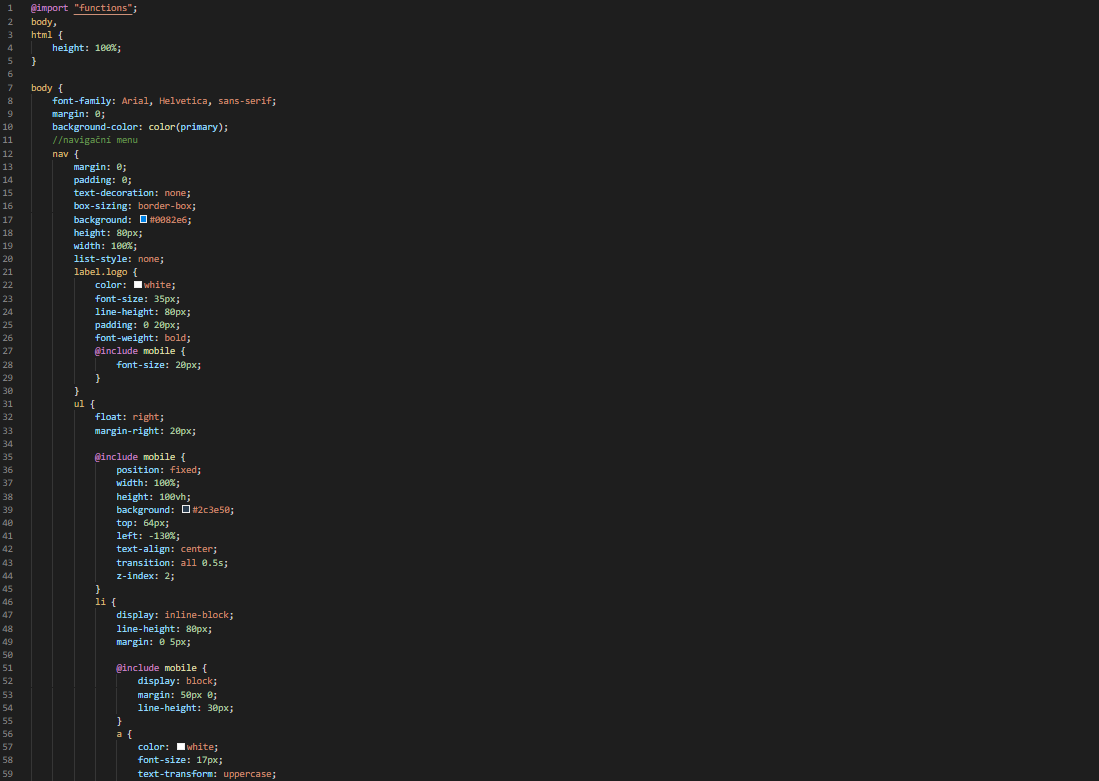 1 @import "functions";
2 body,
3 html {
4 height: 100%;
5 }
6
7 body {
8 font-family: Arial, Helvetica, sans-serif;
9 margin: 0;
10 background-color: color(primary);
11 //navigační menu
12 nav {
13 margin: 0;
14 padding: 0;
15 text-decoration: none;
16 box-sizing: border-box;
17 background: #0082e6;
18 height: 80px;
19 width: 100%;
20 list-style: none;
21 label.logo {
22 color: white;
23 font-size: 35px;
24 line-height: 80px;
25 padding: 0 20px;
26 font-weight: bold;
27 @include mobile {
28 font-size: 20px;
29 }
30 }
31 ul {
32 float: right;
33 margin-right: 20px;
34
35 @include mobile {
36 position: fixed;
37 width: 100%;
38 height: 100vh;
39 background: #2c3e50;
40 top: 64px;
41 left: -130%;
42 text-align: center;
43 transition: all 0.5s;
44 z-index: 2;
45 }
46 li {
47 display: inline-block;
48 line-height: 80px;
49 margin: 0 5px;
50
51 @include mobile {
52 display: block;
53 margin: 50px 0;
54 line-height: 30px;
55 }
56 a {
57 color: white;
58 font-size: 17px;
59 text-transform: uppercase;